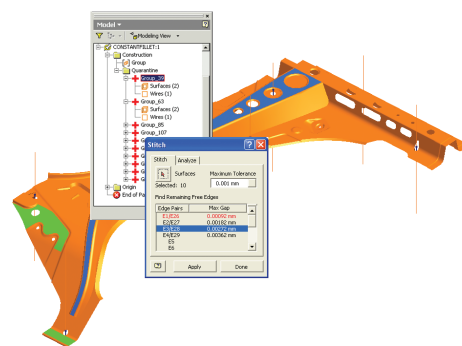 Model
Modeling View
CONSTANTFILLET:1
Construction
Group
Quarantine
Group_39
Surfaces (2)
Wires (1)
Group_63
Surfaces (2)
Wires (1)
Group_85
Group_107
G
G
G
G
G
Origin
End of Pa
Stitch
Stitch Analyze
Surfaces Maximum Tolerance
Selected: 10 0.001 mm
Find Remaining Free Edges
Edge Pairs Max Gap
E1/E26 0.00092 mm
E2/E27 0.00182 mm
E3/E28 0.00272 mm
E4/E29 0.00362 mm
E5
E6
Apply Done